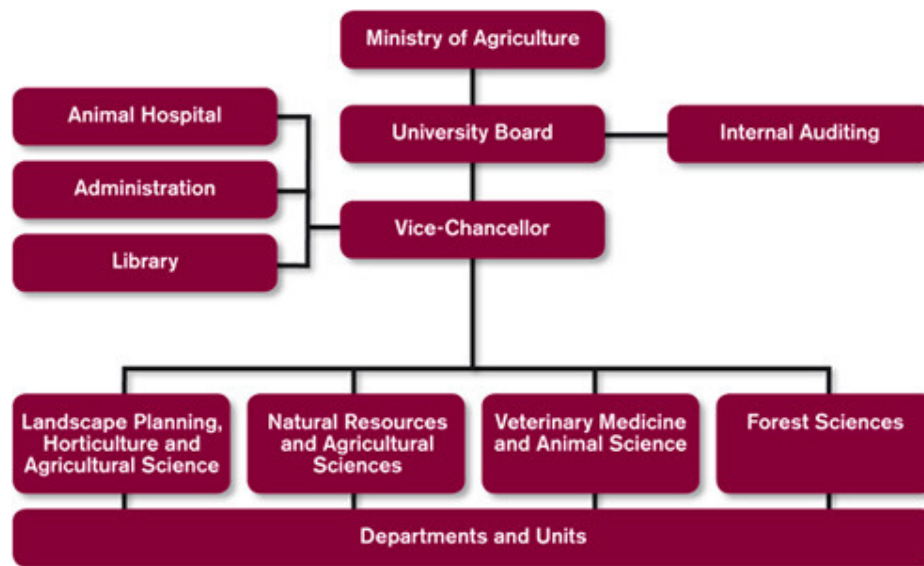 Ministry of Agriculture
Animal Hospital
University Board
Internal Auditing
Administration
Vice-Chancellor
Library
Landscape Planning,
Horticulture and
Agricultural Science
Natural Resources
and Agricultural
Sciences
Veterinary Medicine
and Animal Science
Forest Sciences
Departments and Units